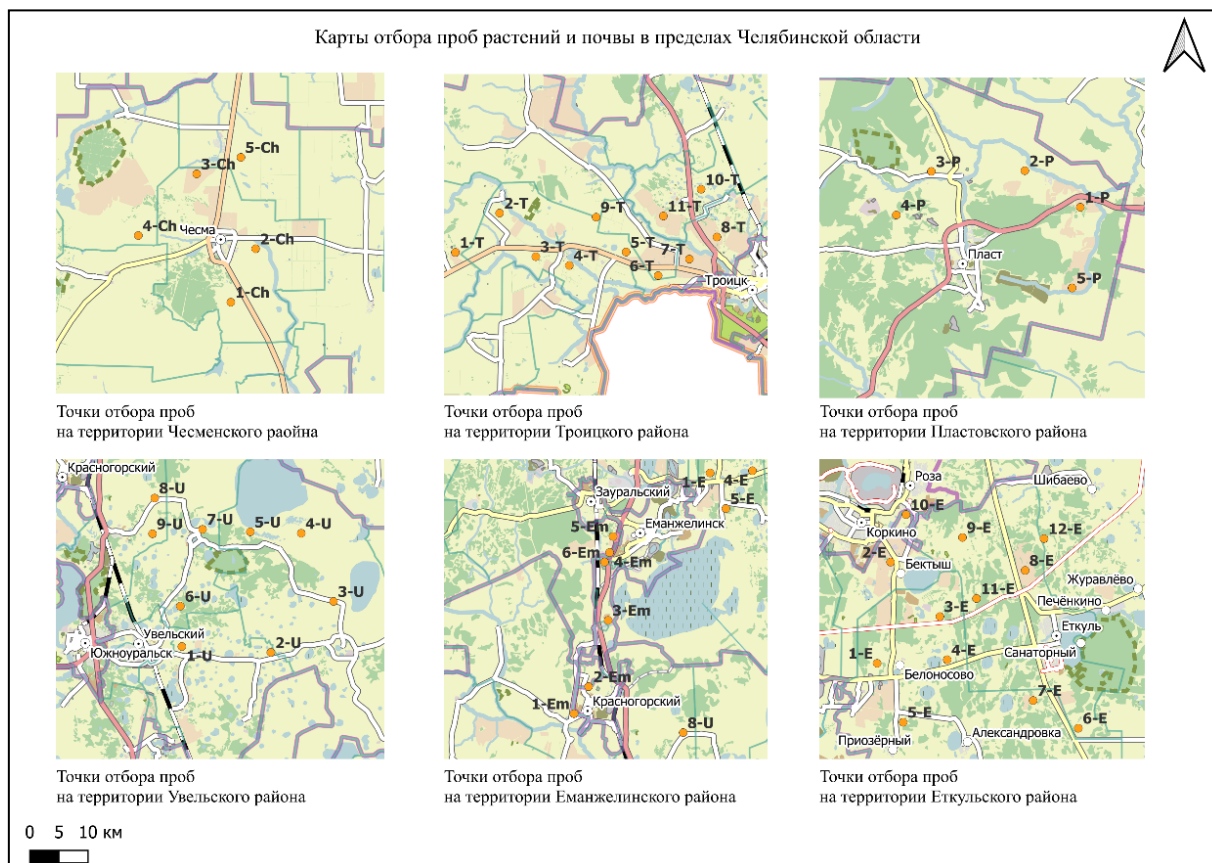 Карты отбора проб растений и почвы в пределах Челябинской области
5-Ch
3-Ch
4-Ch
Чесма
2-Ch
1-Ch
Точки отбора проб
на территории Чесменского раойна
10-T
2-T
9-T
11-T
8-T
1-T
3-T
5-T
4-T
7-T
6-T
Троицк
Точки отбора проб
на территории Троицкого района
3-P
2-P
4-P
1-P
Пласт
5-P
Точки отбора проб
на территории Пластовского района
Красногорский
8-U
9-U
7-U
5-U
4-U
6-U
3-U
Увельский
Южноуральск
1-U
2-U
Точки отбора проб
на территории Увельского района
1-E
4-E
Зауральский
5-E
5-Em
Еманжелинск
6-Em
4-Em
3-Em
2-Em
1-Em
Красногорский
8-U
Точки отбора проб
на территории Еманжелинского района
Роза
Шибаево
10-E
Коркино
9-E
12-E
2-E
Бектыш
8-E
Журавлёво
11-E
Печёнкино
3-E
Еткуль
1-E
4-E
Санаторный
Белоносово
7-E
5-E
6-E
Приозёрный
Александровка
Точки отбора проб
на территории Еткульского района
0 5 10 км